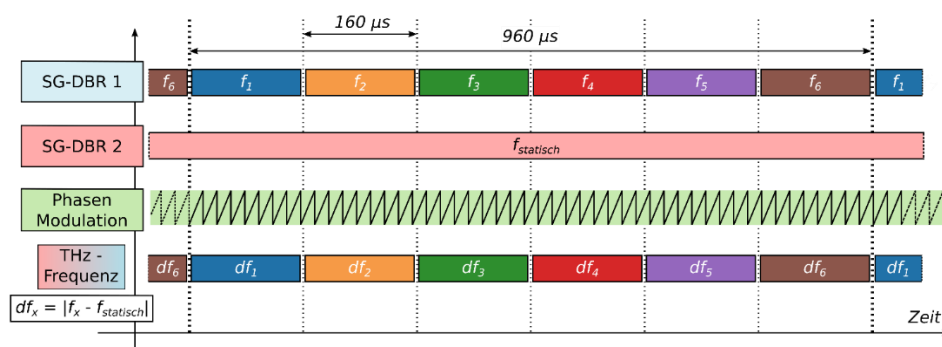 160 µs
960 µs
SG-DBR 1
f6 f1 f2 f3 f4 f5 f6 f1
SG-DBR 2
fstatisch
Phasen
Modulation
THz -
Frequenz
df6 df1 df2 df3 df4 df5 df6 df1
dfx = |fx - fstatisch|
Zeit